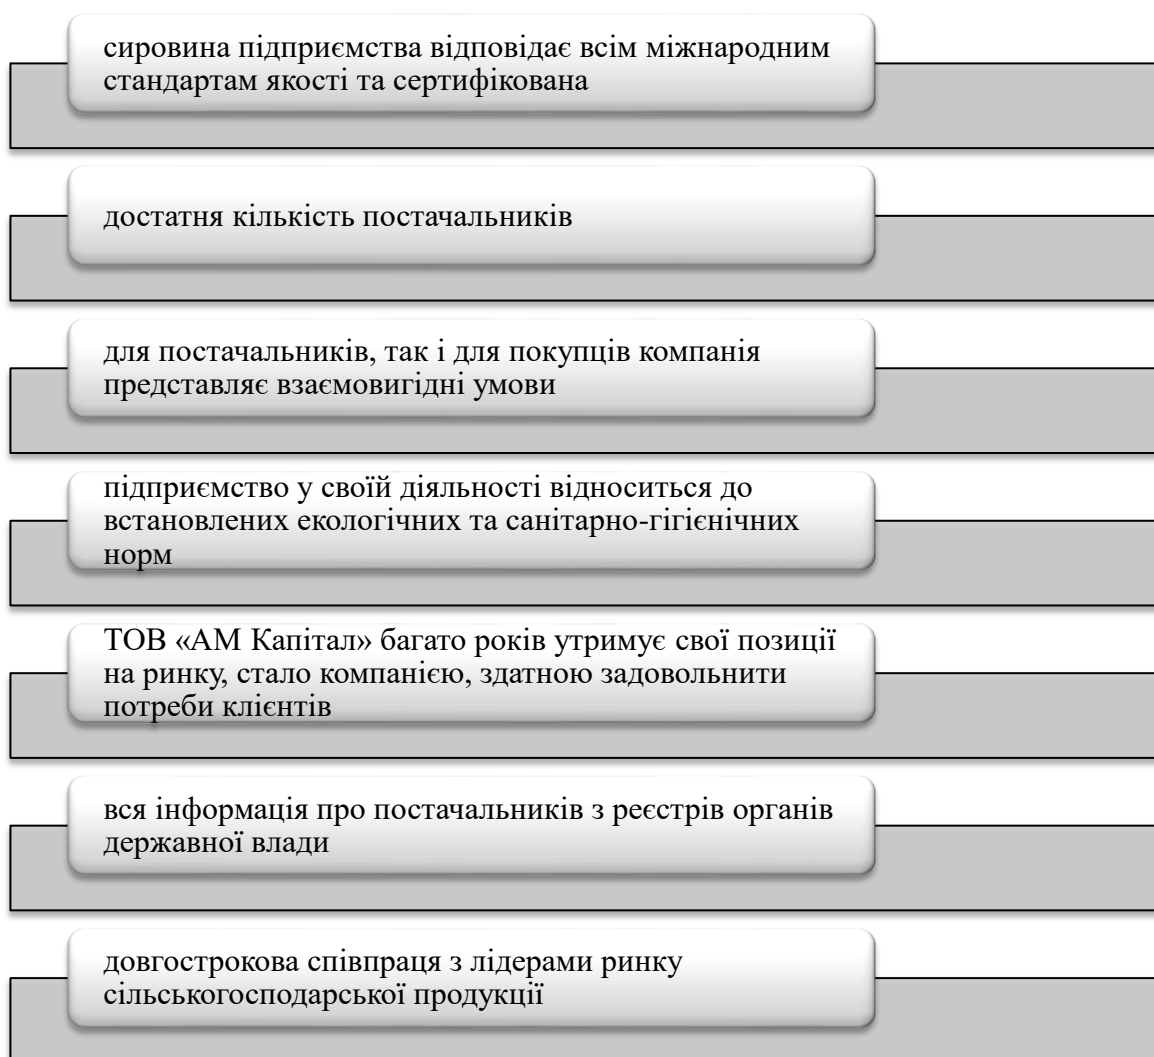 сировина підприємства відповідає всім міжнародним
стандартам якості та сертифікована
достатня кількість постачальників
для постачальників, так і для покупців компанія
представляє взаємовигідні умови
підприємство у своїй діяльності відноситься до
встановлених екологічних та санітарно-гігієнічних
норм
ТОВ «АМ Капітал» багато років утримує свої позиції
на ринку, стало компанією, здатною задовольнити
потреби клієнтів
вся інформація про постачальників з реєстрів органів
державної влади
довгострокова співпраця з лідерами ринку
сільськогосподарської продукції